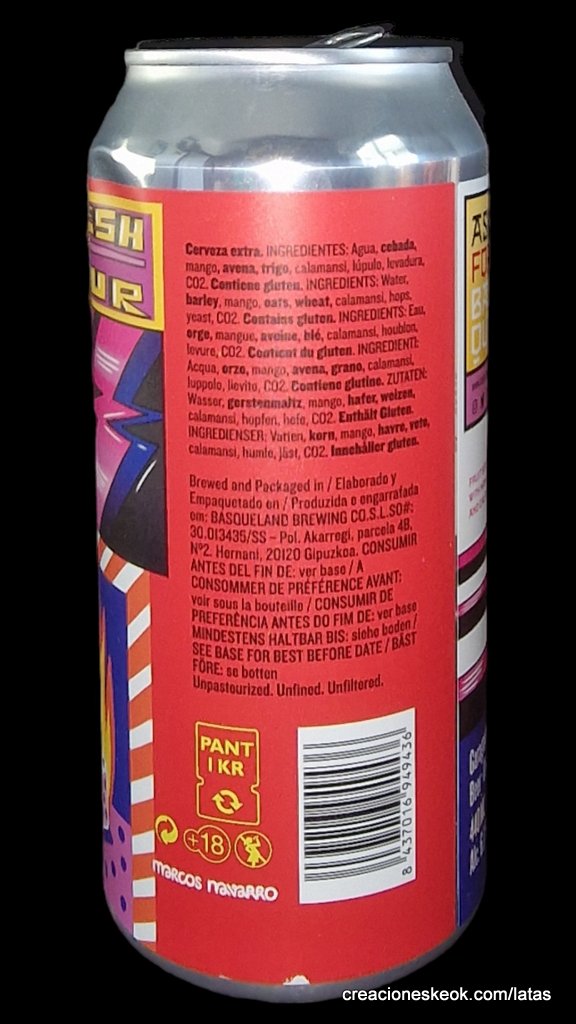 ESH
UR
Cerveza extra. INGREDIENTES: Agua, cebada,
mango, avena, trigo, calamansi, lúpulo, levadura,
CO2. Contiene gluten. INGREDIENTS: Water,
barley, mango, oats, wheat, calamansi, hops,
yeast, CO2. Contains gluten. INGREDIENTS: Eau,
orge, mangue, avoine, blé, calamansi, houblon,
levure, CO2. Contient du gluten. INGREDIENTI:
Acqua, orzo, mango, avena, grano, calamansi,
luppolo, lievito, CO2. Contiene glutine. ZUTATEN:
Wasser, gerstenmaltz, mango, hafer, weizen,
calamansi, hopfen, hefe, CO2. Enthält Gluten.
INGREDIENSER: Vatten, korn, mango, havre, vete,
calamansi, humle, jäst, CO2. Innehåller gluten.
Brewed and Packaged in / Elaborado y
Empaquetado en / Produzida e engarrafada
em: BASQUELAND BREWING CO.S.L.SO#:
30.013435/SS – Pol. Akarregi, parcela 4B,
Nº2. Hernani, 20120 Gipuzkoa. CONSUMIR
ANTES DEL FIN DE: ver base / A
CONSOMMER DE PRÉFÉRENCE AVANT:
voir sous la bouteille / CONSUMIR DE
PREFERÊNCIA ANTES DO FIM DE: ver base
MINDESTENS HALTBAR BIS: siehe boden /
SEE BASE FOR BEST BEFORE DATE / BÄST
FÖRE: se botten
Unpasteurized. Unfined. Unfiltered.
PANT
1 KR
+18
marcos navarro
8 437016 949436
AS
FO
creacioneskeok.com/latas